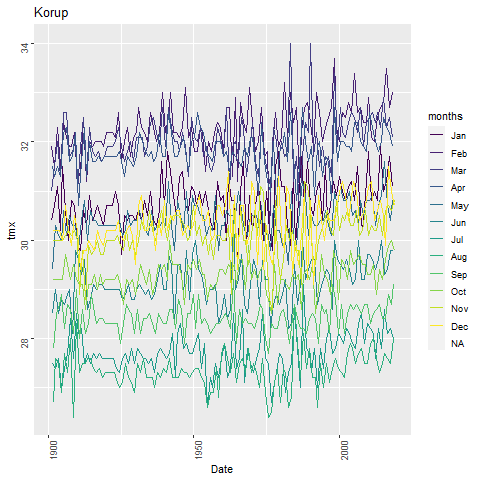 Korup
34
32
30
28
tmx
1900
1950
2000
Date
months
Jan
Feb
Mar
Apr
May
Jun
Jul
Aug
Sep
Oct
Nov
Dec
NA